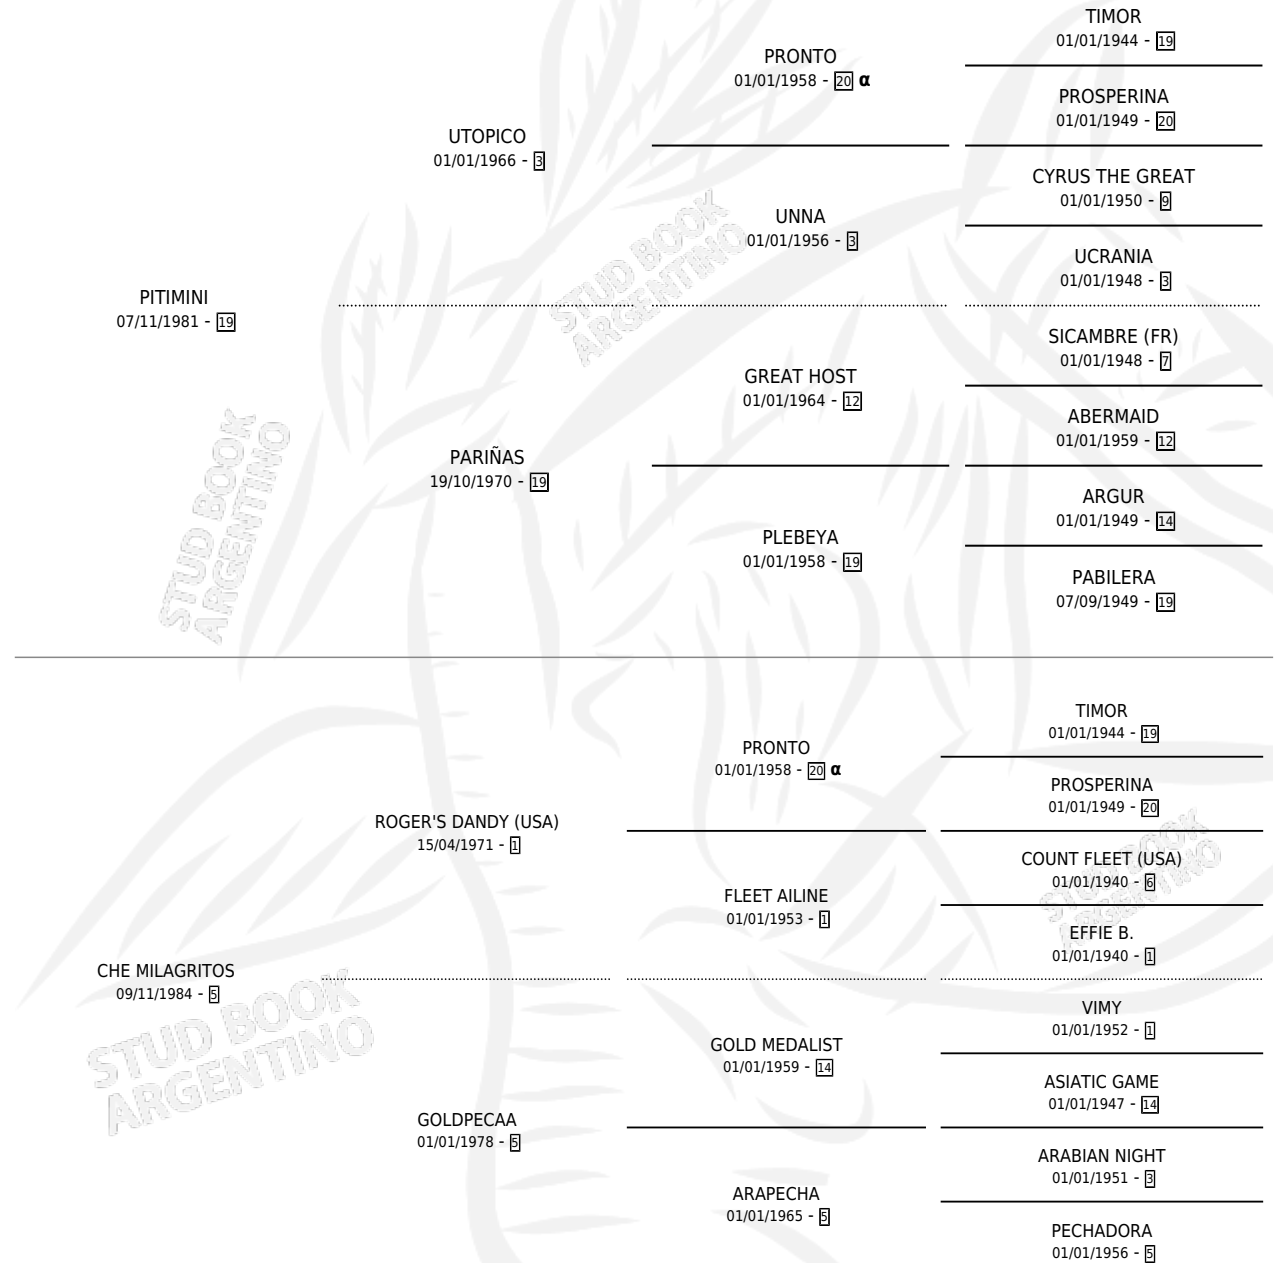 TIMOR
01/01/1944 - 19
PRONTO
01/01/1958 - 20 α
PROSPERINA
01/01/1949 - 20
UTOPICO
01/01/1966 - 3
CYRUS THE GREAT
01/01/1950 - 9
UNNA
01/01/1956 - 3
UCRANIA
01/01/1948 - 3
PITIMINI
07/11/1981 - 19
SICAMBRE (FR)
01/01/1948 - 7
GREAT HOST
01/01/1964 - 12
ABERMAID
01/01/1959 - 12
PARIÑAS
19/10/1970 - 19
ARGUR
01/01/1949 - 14
PLEBEYA
01/01/1958 - 19
PABILERA
07/09/1949 - 19
STUD BOOK
ARGENTINO
STUD BOOK
ARGENTINO
TIMOR
01/01/1944 - 19
PRONTO
01/01/1958 - 20 α
PROSPERINA
01/01/1949 - 20
ROGER'S DANDY (USA)
15/04/1971 - 1
COUNT FLEET (USA)
01/01/1940 - 6
FLEET AILINE
01/01/1953 - 1
EFFIE B.
01/01/1940 - 1
CHE MILAGRITOS
09/11/1984 - 5
VIMY
01/01/1952 - 1
GOLD MEDALIST
01/01/1959 - 14
ASIATIC GAME
01/01/1947 - 14
GOLDPECAA
01/01/1978 - 5
ARABIAN NIGHT
01/01/1951 - 3
ARAPECHA
01/01/1965 - 5
PECHADORA
01/01/1956 - 5
STUD BOOK
ARGENTINO
STUD BOOK
ARGENTINO